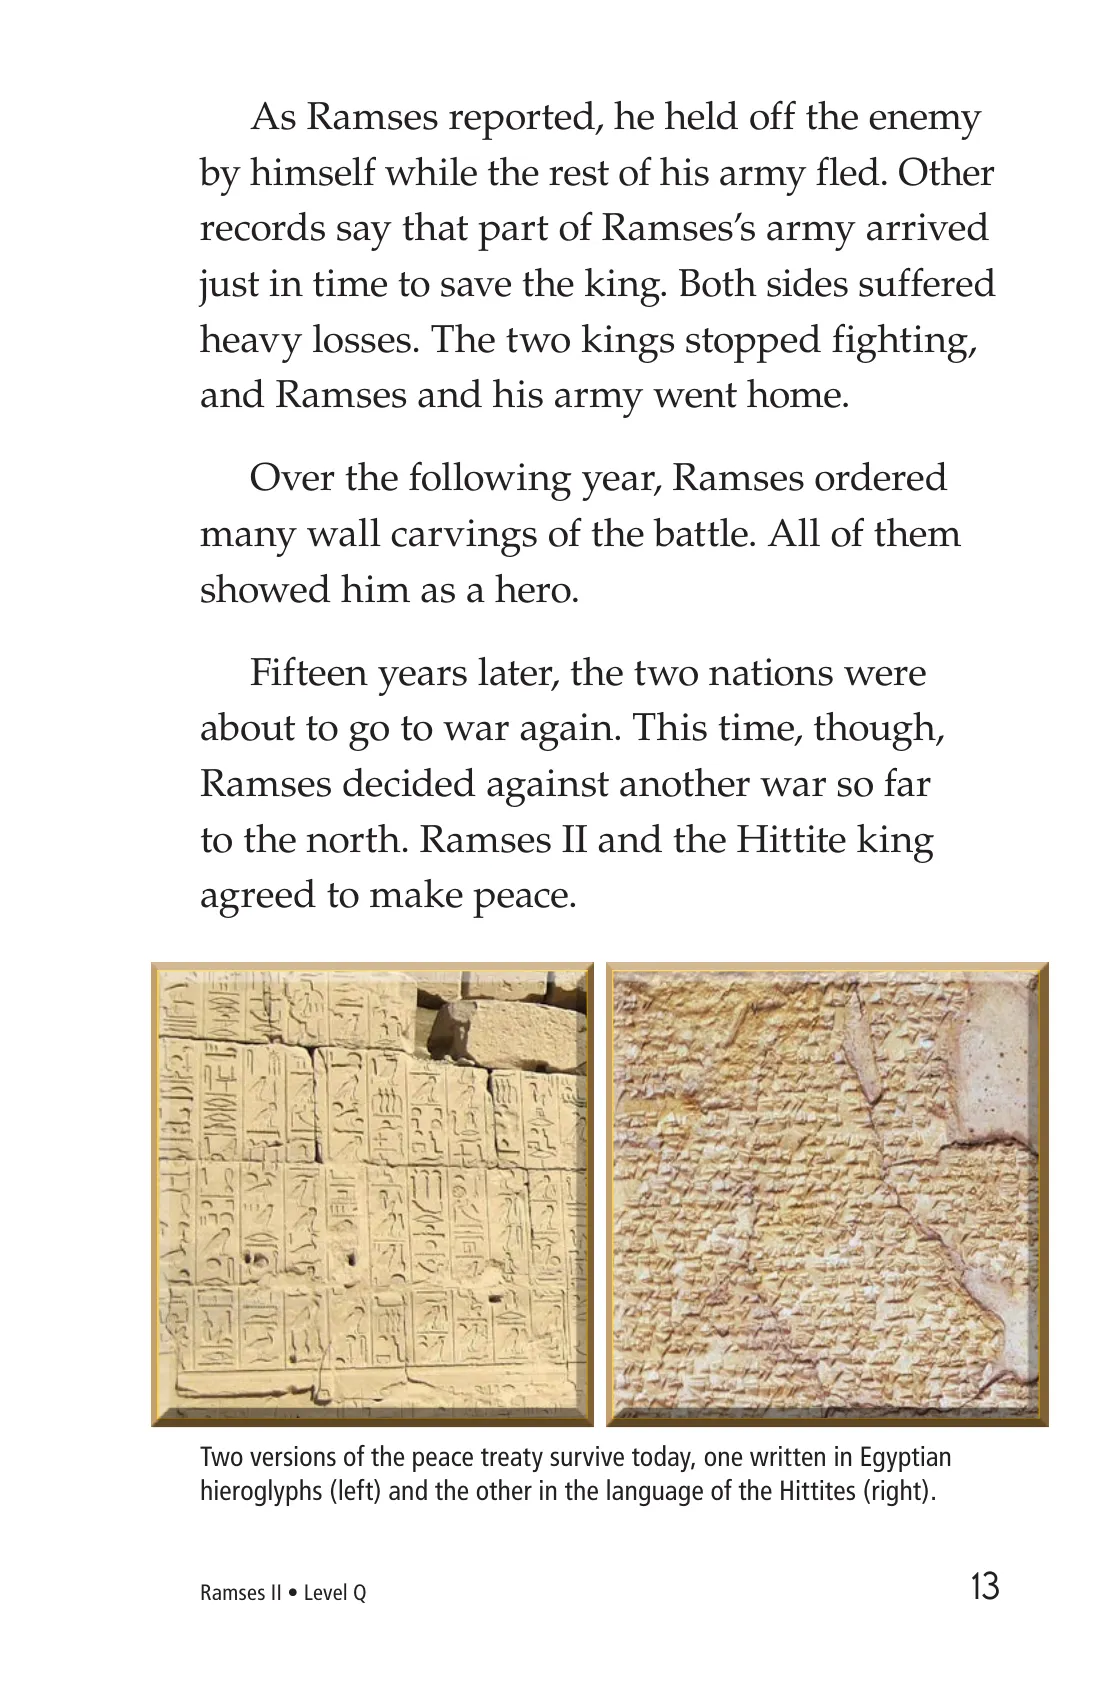 As Ramses reported, he held off the enemy
by himself while the rest of his army fled. Other
records say that part of Ramses’s army arrived
just in time to save the king. Both sides suffered
heavy losses. The two kings stopped fighting,
and Ramses and his army went home.
Over the following year, Ramses ordered
many wall carvings of the battle. All of them
showed him as a hero.
Fifteen years later, the two nations were
about to go to war again. This time, though,
Ramses decided against another war so far
to the north. Ramses II and the Hittite king
agreed to make peace.
Two versions of the peace treaty survive today, one written in Egyptian
hieroglyphs (left) and the other in the language of the Hittites (right).
Ramses II • Level Q
13